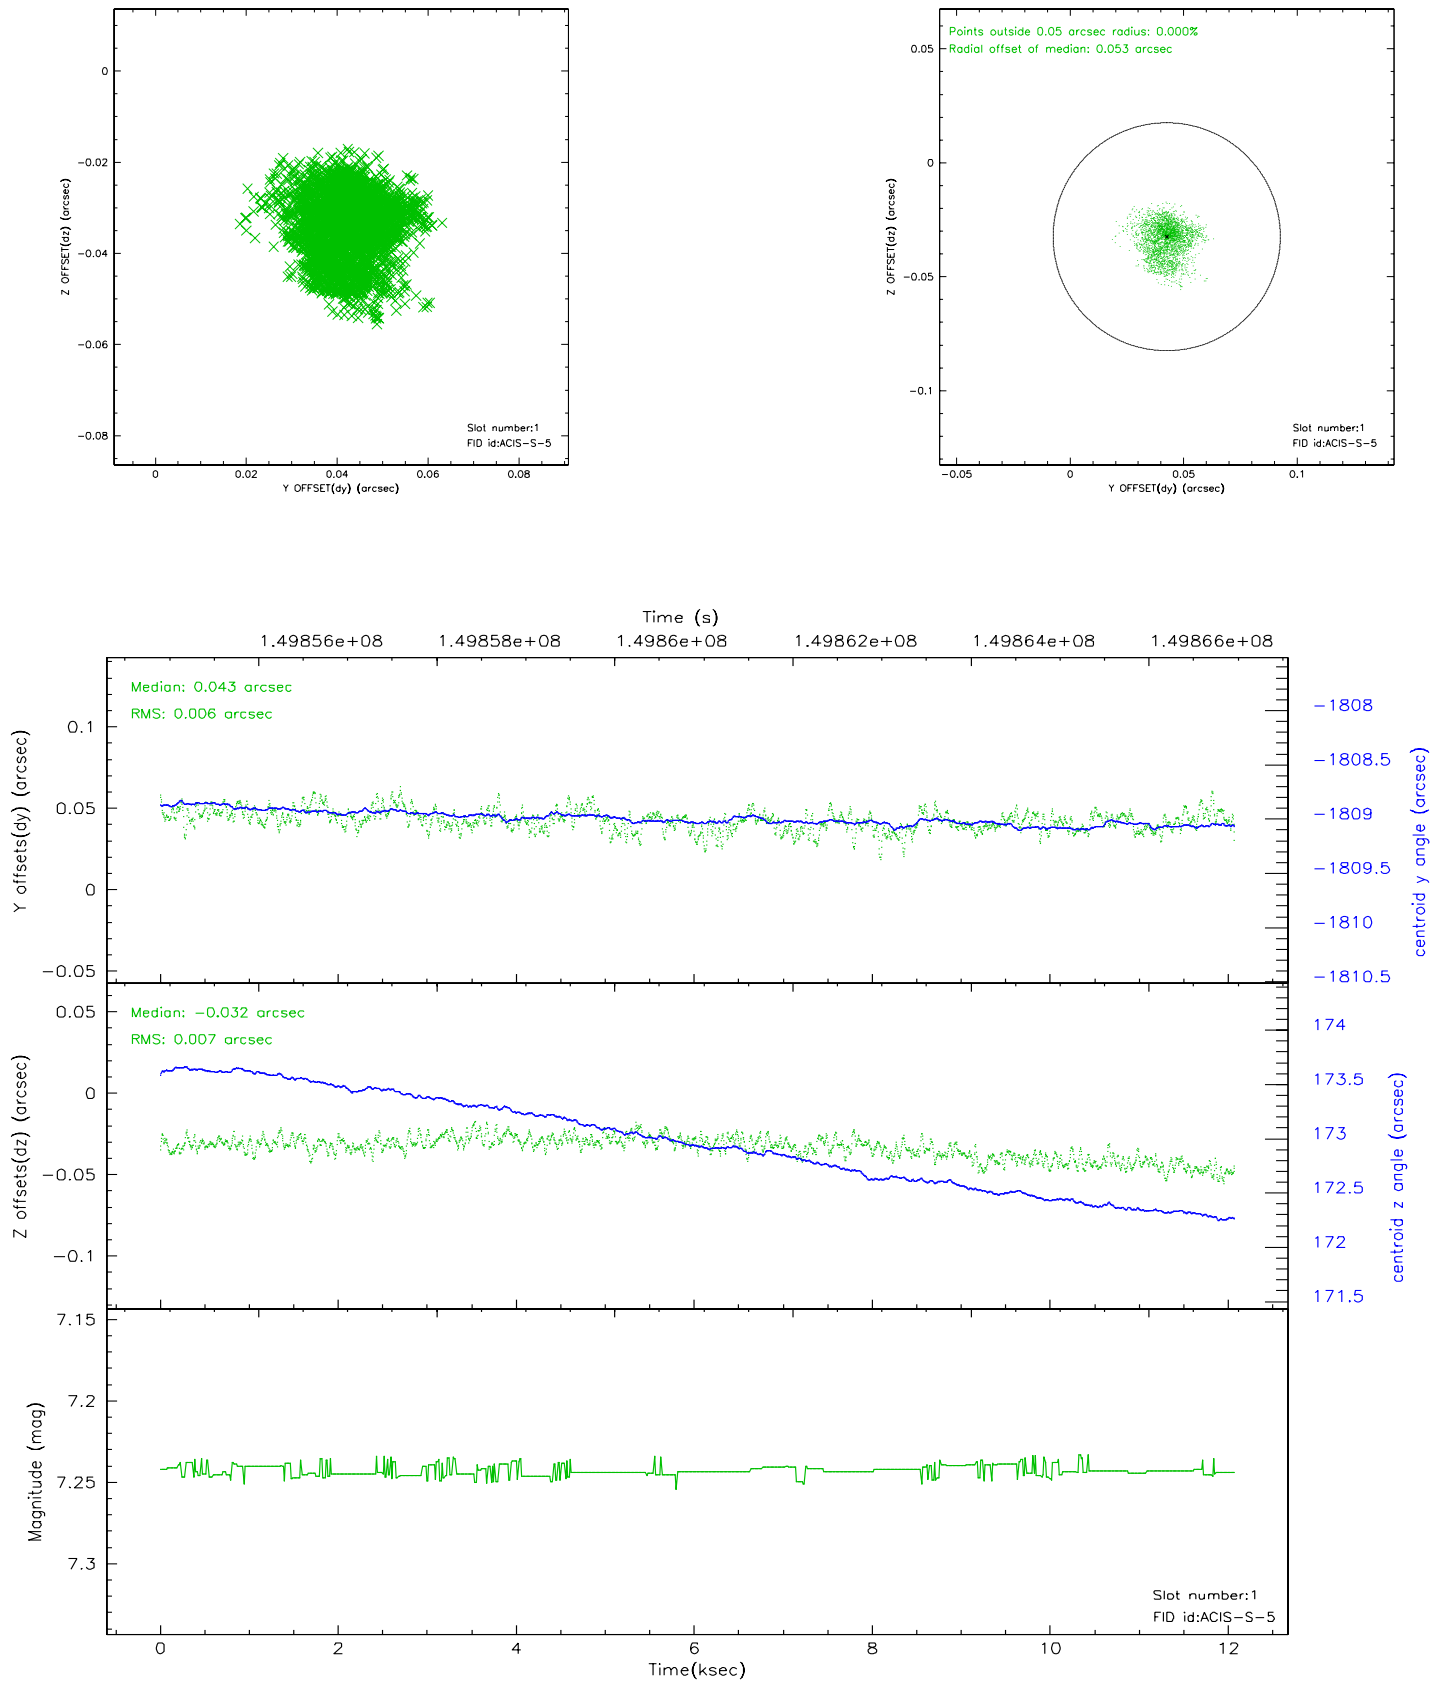 0
-0.02
-0.04
-0.06
-0.08
Z OFFSET(dz) (arcsec)
Slot number:1
FID id:ACIS-S-5
0 0.02 0.04 0.06 0.08
Y OFFSET(dy) (arcsec)
Points outside 0.05 arcsec radius: 0.000%
Radial offset of median: 0.053 arcsec
0.05
0
-0.05
-0.1
Z OFFSET(dz) (arcsec)
Slot number:1
FID id:ACIS-S-5
-0.05 0 0.05 0.1
Y OFFSET(dy) (arcsec)
Time (s)
1.49856e+08 1.49858e+08 1.4986e+08 1.49862e+08 1.49864e+08 1.49866e+08
Median: 0.043 arcsec
RMS: 0.006 arcsec
0.1
0.05
0
-0.05
Y offsets(dy) (arcsec)
-1808
-1808.5
-1809
-1809.5
-1810
-1810.5
centroid y angle (arcsec)
Median: -0.032 arcsec
RMS: 0.007 arcsec
0.05
0
-0.05
-0.1
Z offsets(dz) (arcsec)
174
173.5
173
172.5
172
171.5
centroid z angle (arcsec)
7.15
7.2
7.25
7.3
Magnitude (mag)
Slot number:1
FID id:ACIS-S-5
0 2 4 6 8 10 12
Time(ksec)